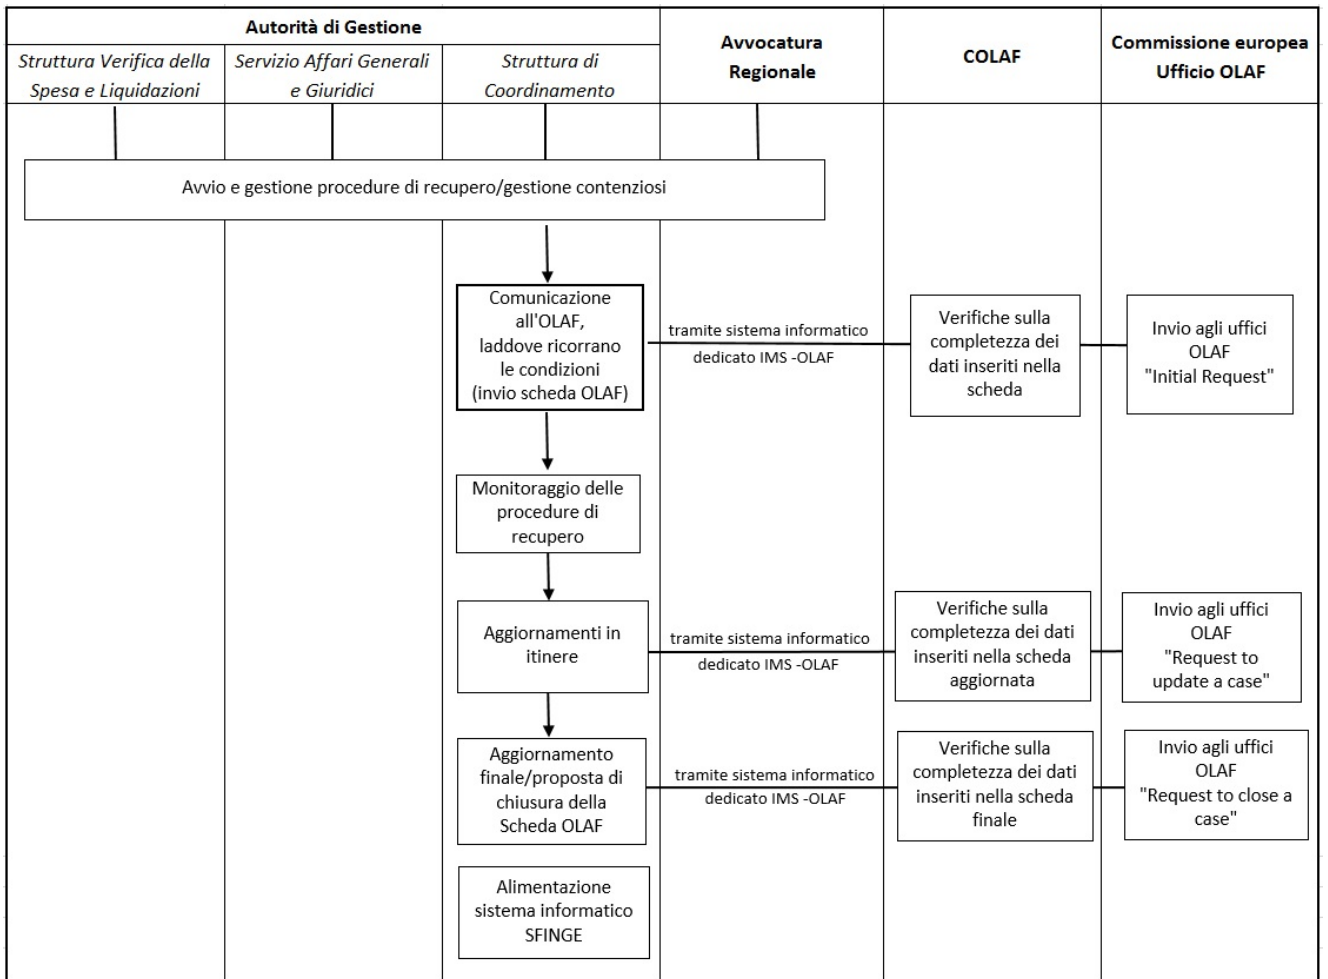 Autorità di Gestione
Struttura Verifica della
Spesa e Liquidazioni
Servizio Affari Generali
e Giuridici
Struttura di
Coordinamento
Avvocatura
Regionale
COLAF
Commissione europea
Ufficio OLAF
Avvio e gestione procedure di recupero/gestione contenziosi
Comunicazione
all'OLAF,
laddove ricorrano
le condizioni
(invio scheda OLAF)
tramite sistema informatico
dedicato IMS -OLAF
Verifiche sulla
completezza dei
dati inseriti nella
scheda
Invio agli uffici
OLAF
"Initial Request"
Monitoraggio delle
procedure di
recupero
Aggiornamenti in
itinere
tramite sistema informatico
dedicato IMS -OLAF
Verifiche sulla
completezza dei dati
inseriti nella scheda
aggiornata
Invio agli uffici
OLAF
"Request to
update a case"
Aggiornamento
finale/proposta di
chiusura della
Scheda OLAF
tramite sistema informatico
dedicato IMS -OLAF
Verifiche sulla
completezza dei dati
inseriti nella scheda
finale
Invio agli uffici
OLAF
"Request to close a
case"
Alimentazione
sistema informatico
SFINGE